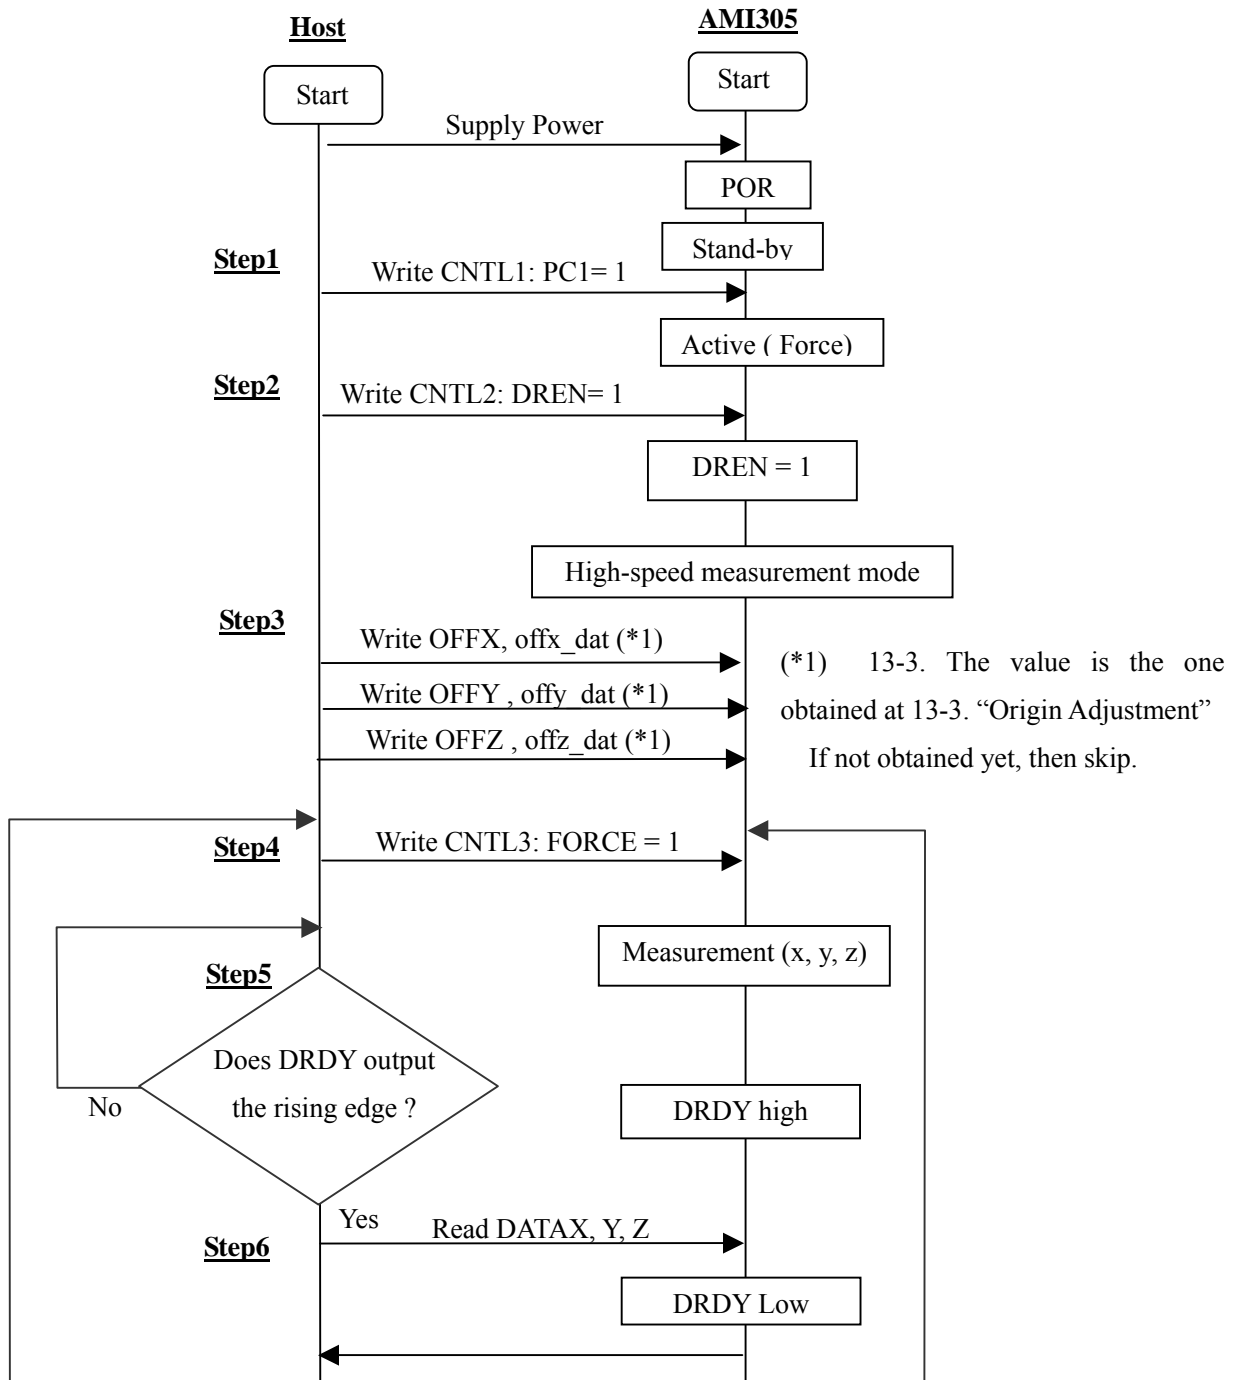 Host
AMI305
Start
Start
Supply Power
POR
Stand-by
Step1
Write CNTL1: PC1= 1
Active ( Force)
Step2
Write CNTL2: DREN= 1
DREN = 1
High-speed measurement mode
Step3
Write OFFX, offx_dat (*1)
Write OFFY , offy_dat (*1)
Write OFFZ , offz_dat (*1)
(*1) 13-3. The value is the one
obtained at 13-3. “Origin Adjustment”
If not obtained yet, then skip.
Step4
Write CNTL3: FORCE = 1
Measurement (x, y, z)
Step5
Does DRDY output
the rising edge ?
No
DRDY high
Yes
Read DATAX, Y, Z
Step6
DRDY Low